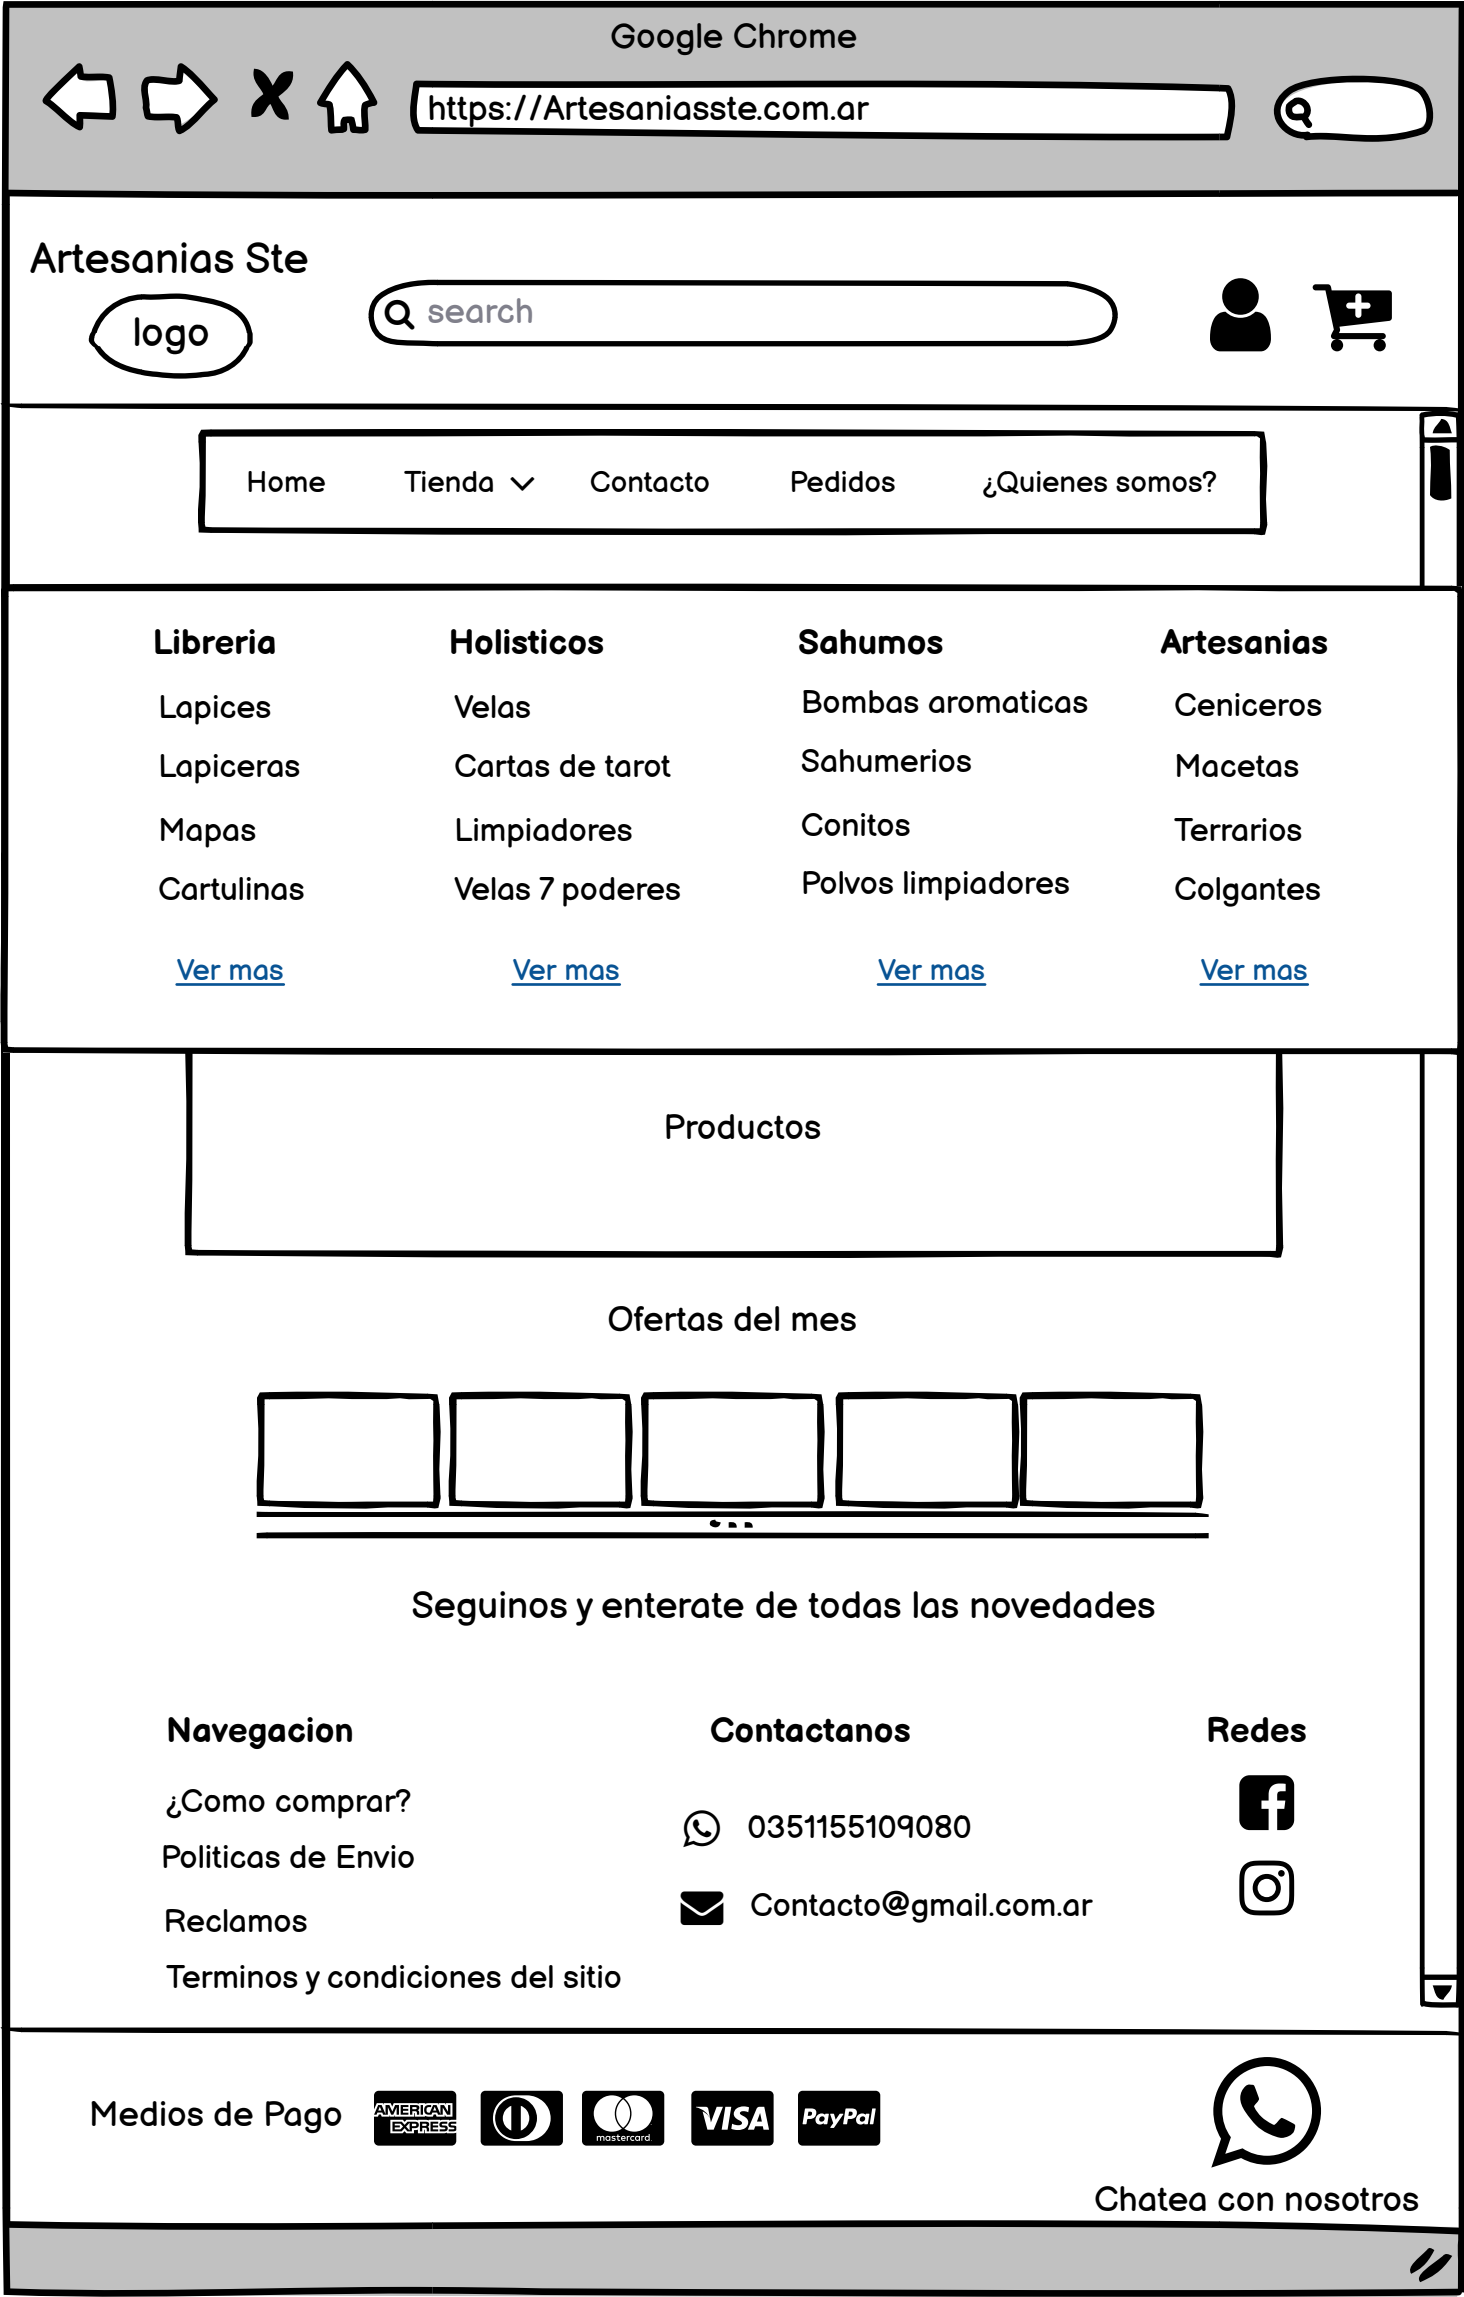 Google Chrome
https://Artesaniasste.com.ar
Artesanias Ste
logo
search
Home Tienda Contacto Pedidos ¿Quienes somos?
Libreria Holisticos Sahumos Artesanias
Lapices Velas Bombas aromaticas Ceniceros
Lapiceras Cartas de tarot Sahumerios Macetas
Mapas Limpiadores Conitos Terrarios
Cartulinas Velas 7 poderes Polvos limpiadores Colgantes
Ver mas Ver mas Ver mas Ver mas
Productos
Ofertas del mes
Seguinos y enterate de todas las novedades
Navegacion Contactanos Redes
¿Como comprar?
0351155109080
Politicas de Envio
Contacto@gmail.com.ar
Reclamos
Terminos y condiciones del sitio
Medios de Pago
AMERICAN
EXPRESS
mastercard.
VISA
PayPal
Chatea con nosotros